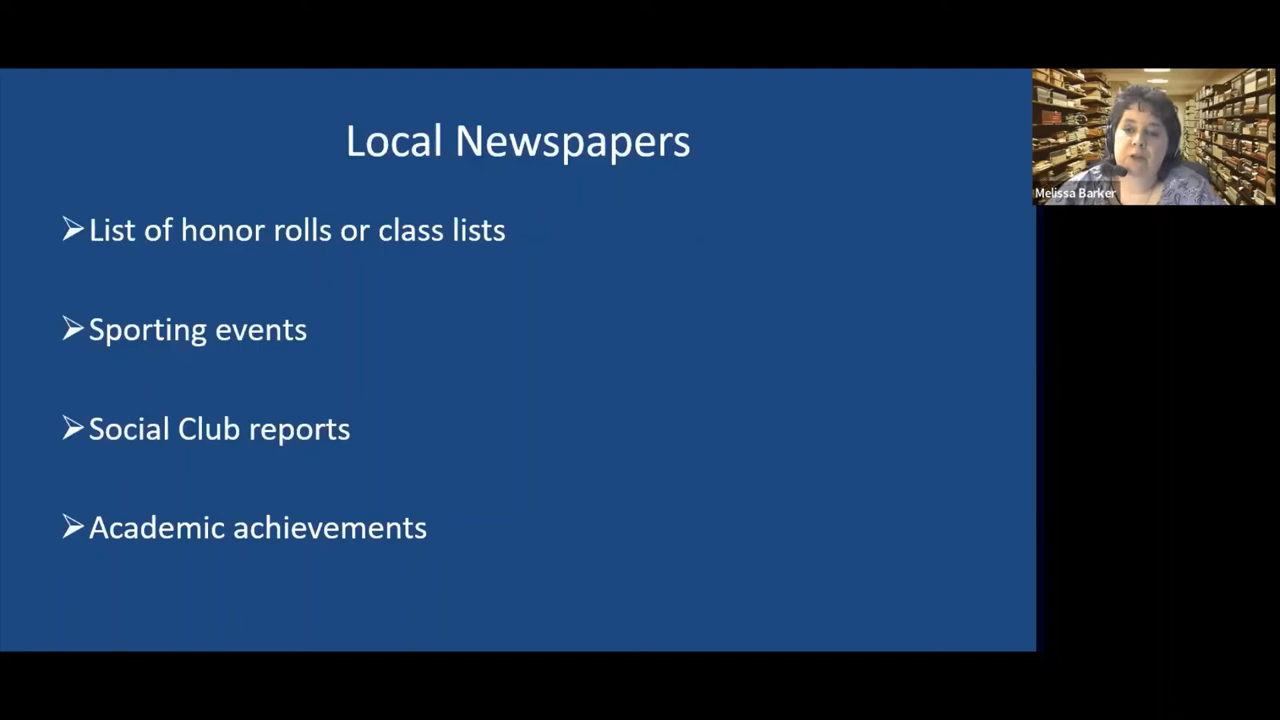 Local Newspapers
List of honor rolls or class lists
Sporting events
Social Club reports
Academic achievements
Melissa Barker